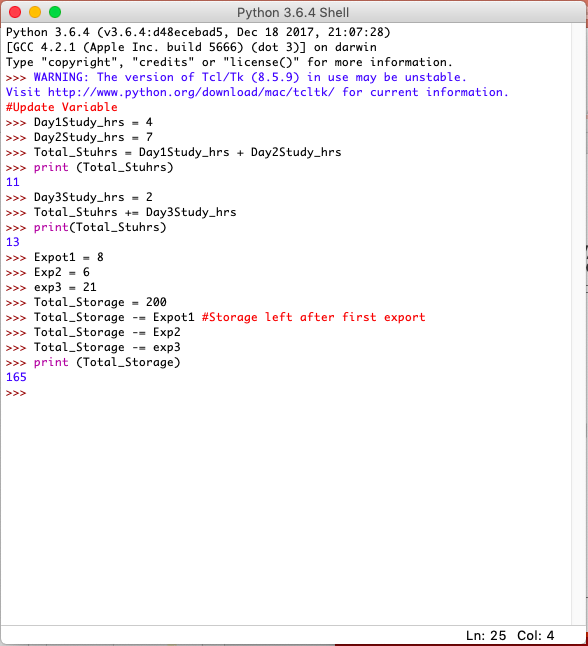 Python 3.6.4 Shell
Python 3.6.4 (v3.6.4:d48ecebad5, Dec 18 2017, 21:07:28)
[GCC 4.2.1 (Apple Inc. build 5666) (dot 3)] on darwin
Type "copyright", "credits" or "license()" for more information.
>>> WARNING: The version of Tcl/Tk (8.5.9) in use may be unstable.
Visit http://www.python.org/download/mac/tcltk/ for current information.
#Update Variable
>>> Day1Study_hrs = 4
>>> Day2Study_hrs = 7
>>> Total_Stuhrs = Day1Study_hrs + Day2Study_hrs
>>> print (Total_Stuhrs)
11
>>> Day3Study_hrs = 2
>>> Total_Stuhrs += Day3Study_hrs
>>> print(Total_Stuhrs)
13
>>> Expot1 = 8
>>> Exp2 = 6
>>> exp3 = 21
>>> Total_Storage = 200
>>> Total_Storage -= Expot1 #Storage left after first export
>>> Total_Storage -= Exp2
>>> Total_Storage -= exp3
>>> print (Total_Storage)
165
>>>
Ln: 25 Col: 4